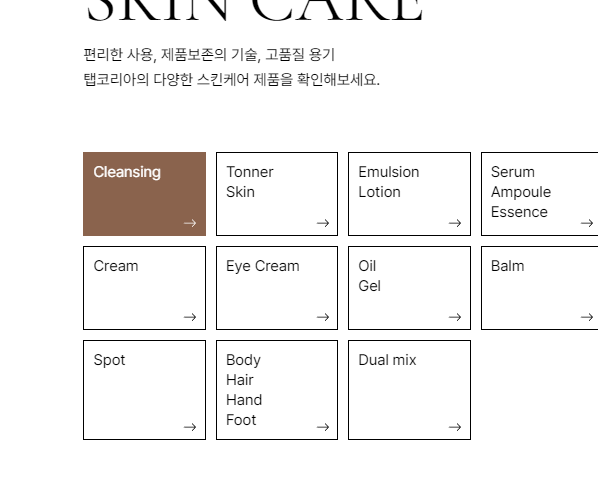 SKIN CARE
편리한 사용, 제품보존의 기술, 고품질 용기
탭코리아의 다양한 스킨케어 제품을 확인해보세요.
Cleansing
Tonner
Skin
Emulsion
Lotion
Serum
Ampoule
Essence
Cream
Eye Cream
Oil
Gel
Balm
Spot
Body
Hair
Hand
Foot
Dual mix